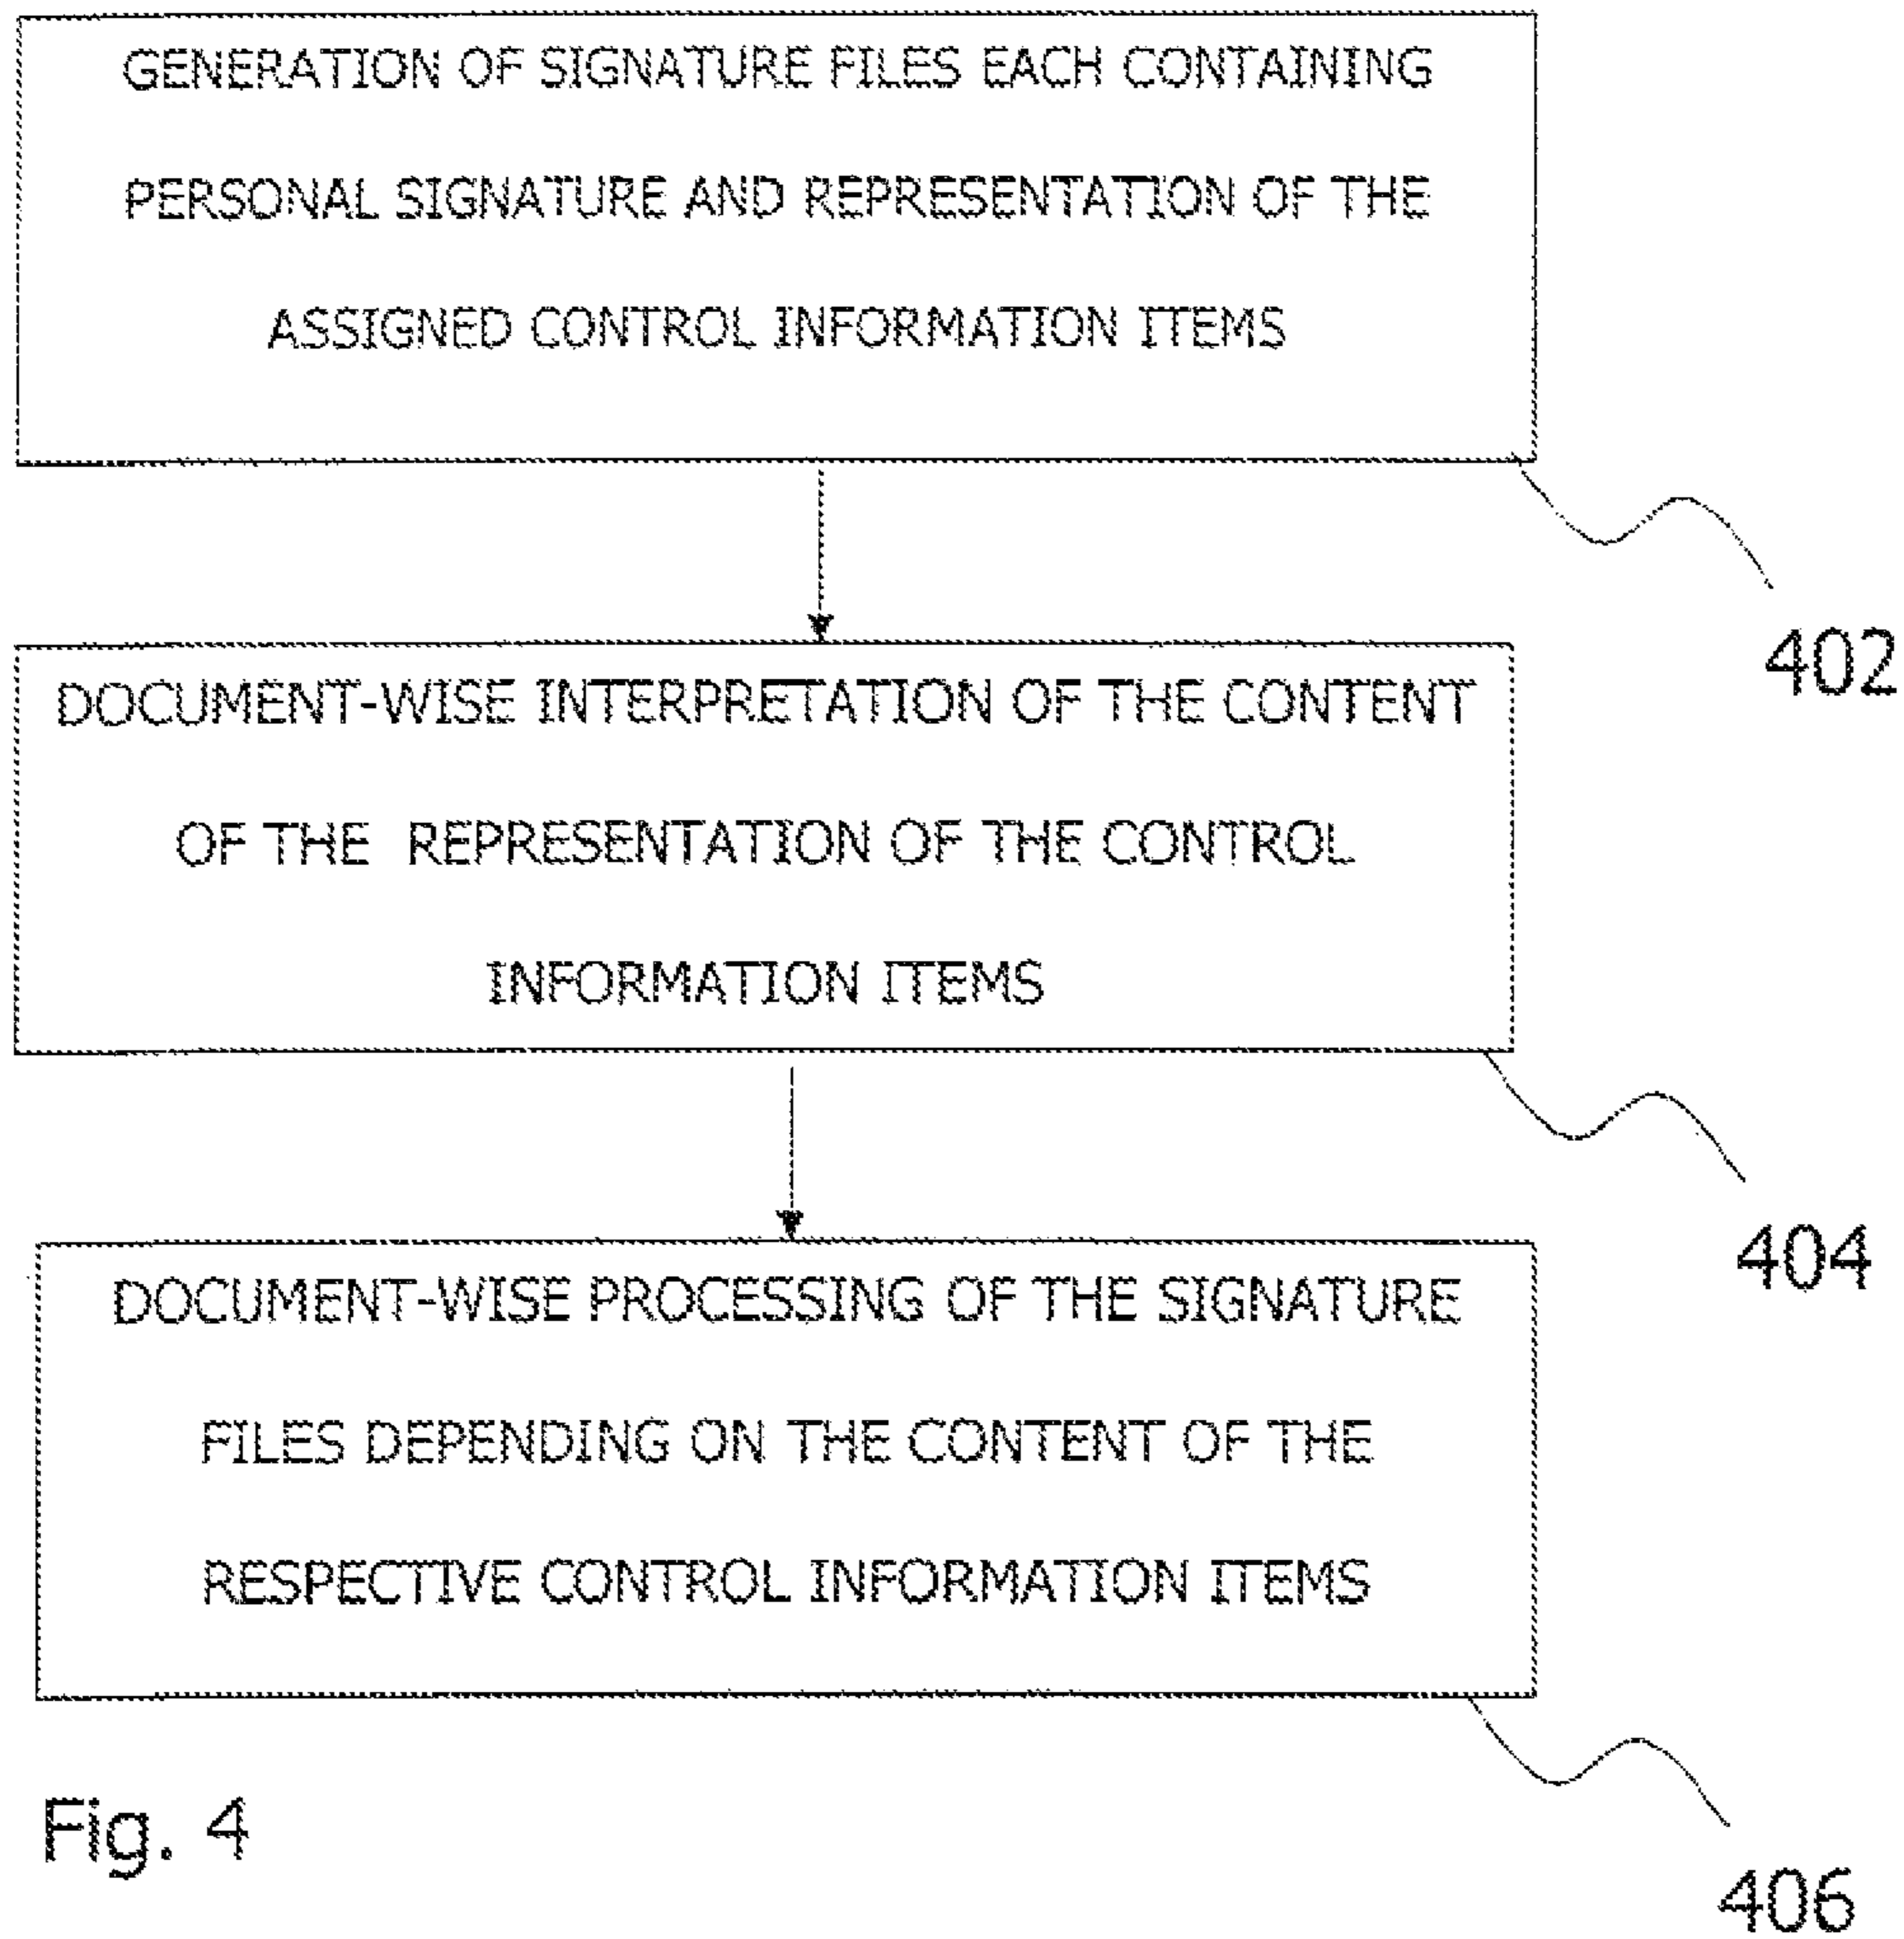 GENERATION OF SIGNATURE FILES EACH CONTAINING
PERSONAL SIGNATURE AND REPRESENTATION OF THE
ASSIGNED CONTROL INFORMATION ITEMS
402
DOCUMENT-WISE INTERPRETATION OF THE CONTENT
OF THE REPRESENTATION OF THE CONTROL
INFORMATION ITEMS
404
DOCUMENT-WISE PROCESSING OF THE SIGNATURE
FILES DEPENDING ON THE CONTENT OF THE
RESPECTIVE CONTROL INFORMATION ITEMS
406
Fig. 4